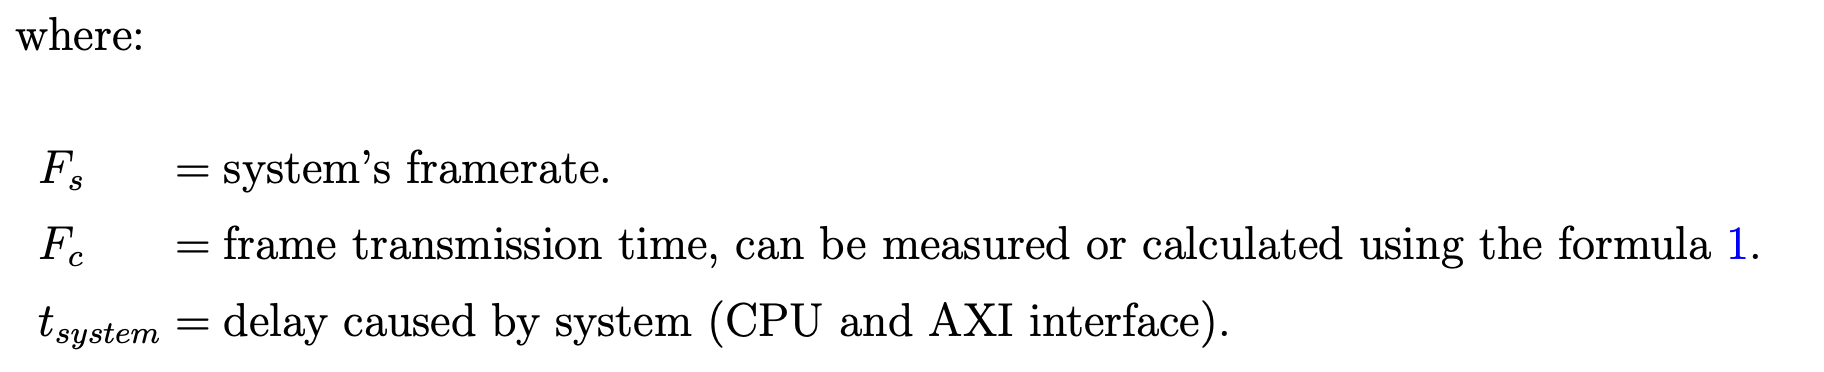 where:
F_s = system’s framerate.
F_c = frame transmission time, can be measured or calculated using the formula 1.
t_system = delay caused by system (CPU and AXI interface).